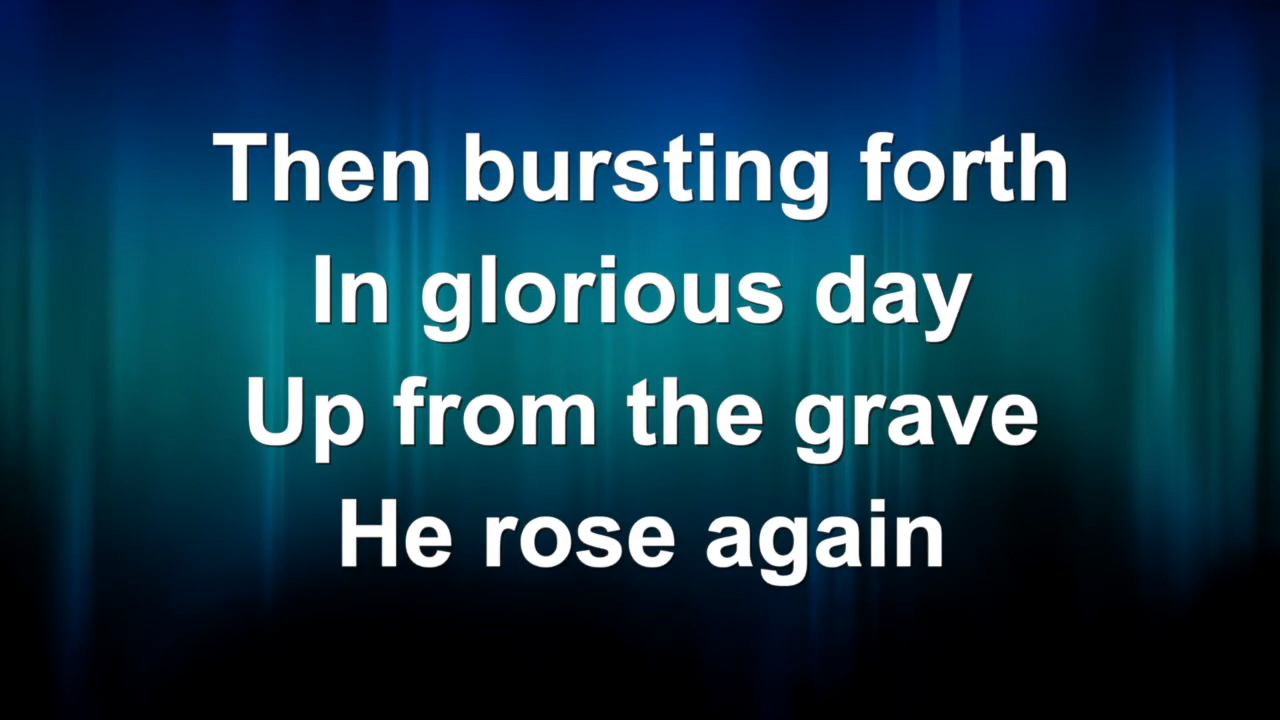 Then bursting forth
In glorious day
Up from the grave
He rose again